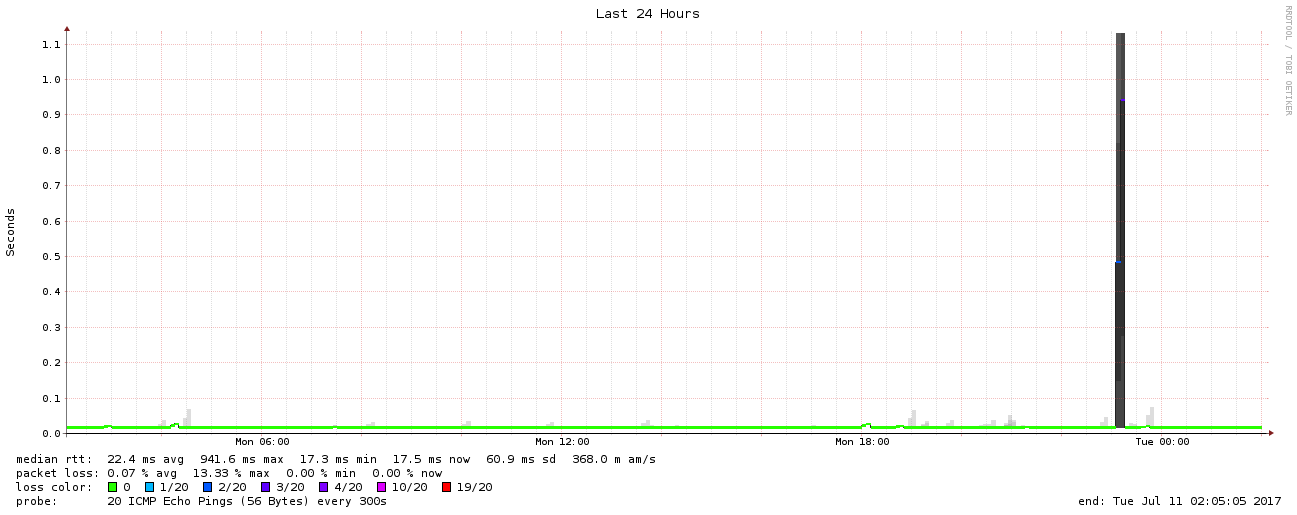 Last 24 Hours
RRDTOOL / TOBI OETIKER
Seconds
1.1
1.0
0.9
0.8
0.7
0.6
0.5
0.4
0.3
0.2
0.1
0.0
Mon 06:00 Mon 12:00 Mon 18:00 Tue 00:00
median rtt: 22.4 ms avg 941.6 ms max 17.3 ms min 17.5 ms now 60.9 ms sd 368.0 m am/s
packet loss: 0.07 % avg 13.33 % max 0.00 % min 0.00 % now
loss color: 0 1/20 2/20 3/20 4/20 10/20 19/20
probe: 20 ICMP Echo Pings (56 Bytes) every 300s end: Tue Jul 11 02:05:05 2017